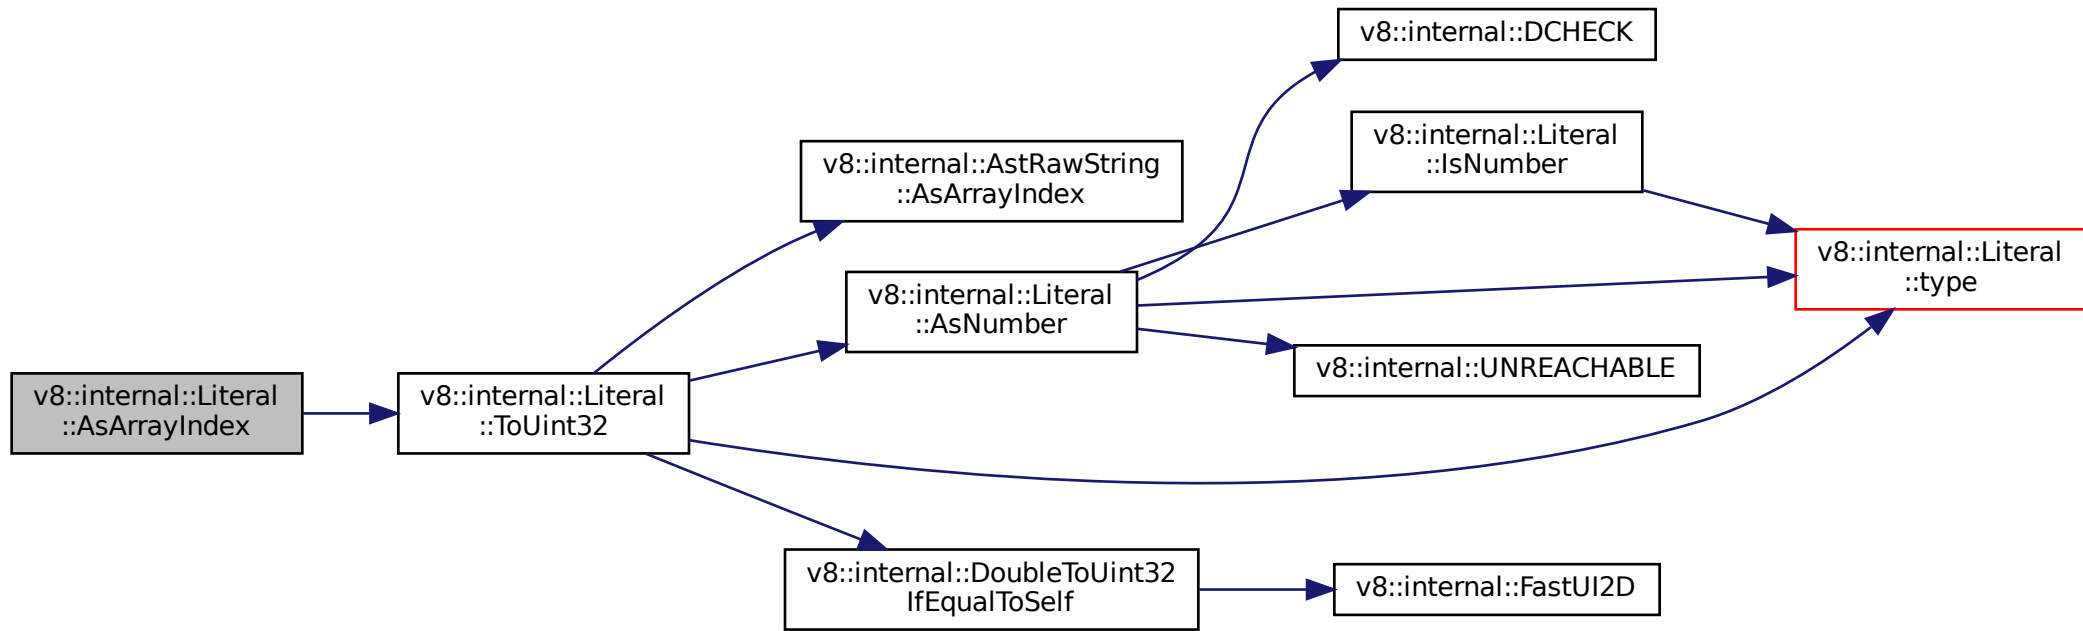 v8::internal::DCHECK
v8::internal::Literal
::IsNumber
v8::internal::AstRawString
::AsArrayIndex
v8::internal::Literal
::type
v8::internal::Literal
::AsNumber
v8::internal::UNREACHABLE
v8::internal::Literal
::AsArrayIndex
v8::internal::Literal
::ToUint32
v8::internal::DoubleToUint32
IfEqualToSelf
v8::internal::FastUI2D